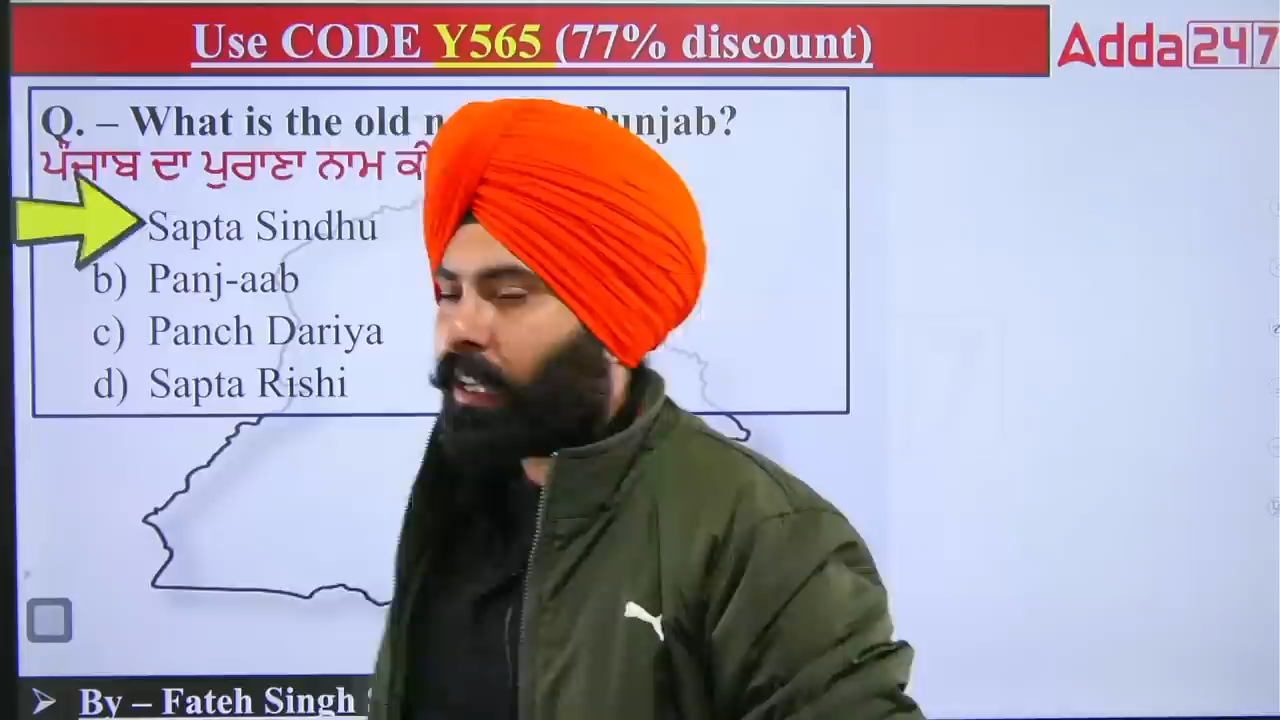 Use CODE Y565 (77% discount)
Adda247
Q. – What is the old Punjab?
ਪੰਜਾਬ ਦਾ ਪੁਰਾਣਾ ਨਾਮ
Sapta Sindhu
b) Panj-aab
c) Panch Dariya
d) Sapta Rishi
➢ By – Fateh Singh